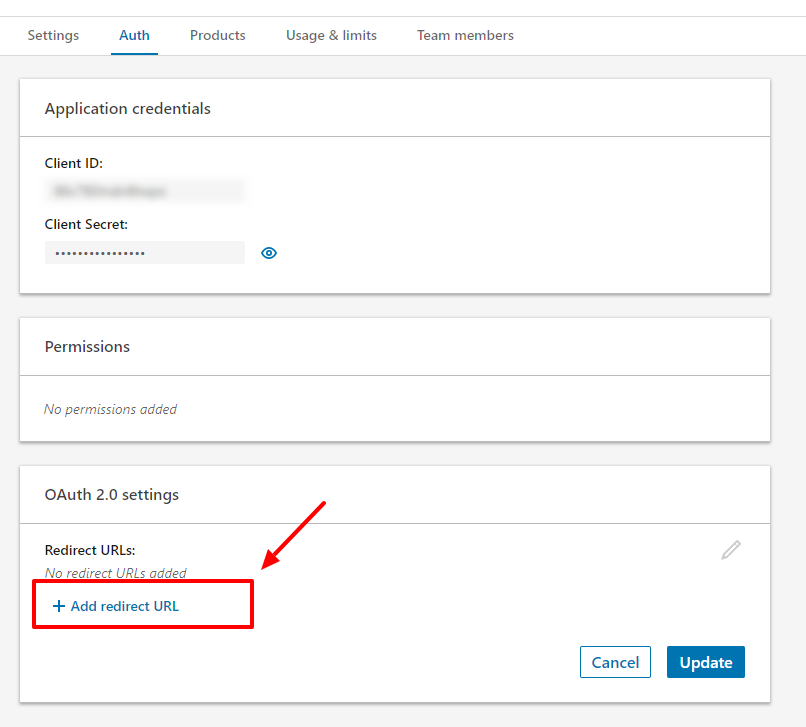 Settings Auth Products Usage & limits Team members
Application credentials
Client ID:
Client Secret:
••••••••••••••••
Permissions
No permissions added
OAuth 2.0 settings
Redirect URLs:
No redirect URLs added
+ Add redirect URL
Cancel Update